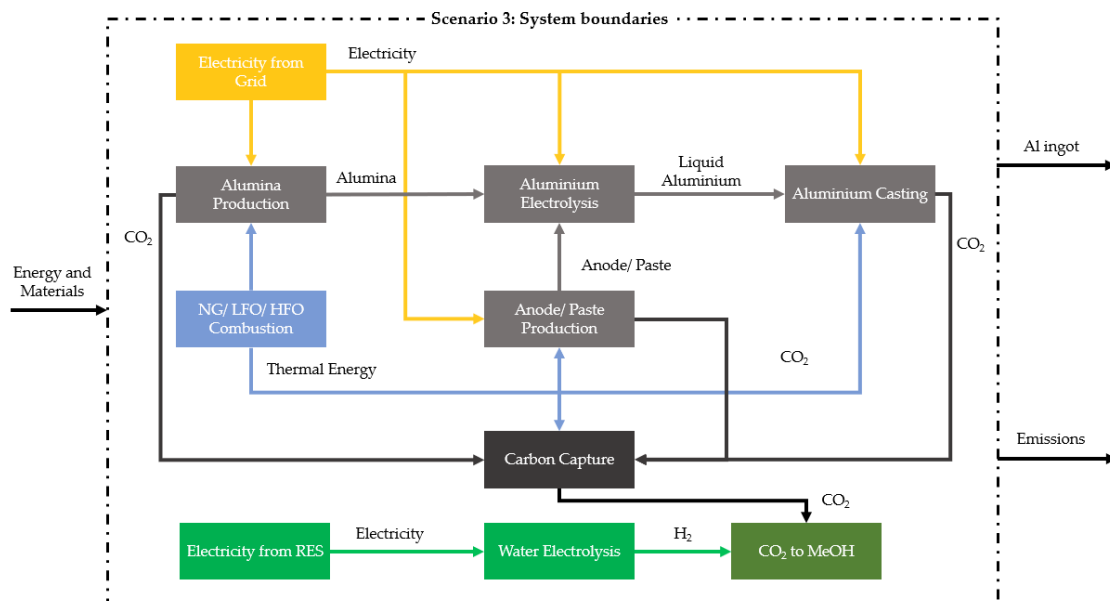 Scenario 3: System boundaries
Electricity from
Grid
Electricity
Alumina
Production
Alumina
Aluminium
Electrolysis
Liquid
Aluminium
Aluminium Casting
Al ingot
CO2
CO2
Energy and
Materials
Anode/ Paste
NG/ LFO/ HFO
Combustion
Anode/ Paste
Production
Thermal Energy
CO2
Carbon Capture
Emissions
CO2
Electricity from RES
Electricity
Water Electrolysis
H2
CO2 to MeOH